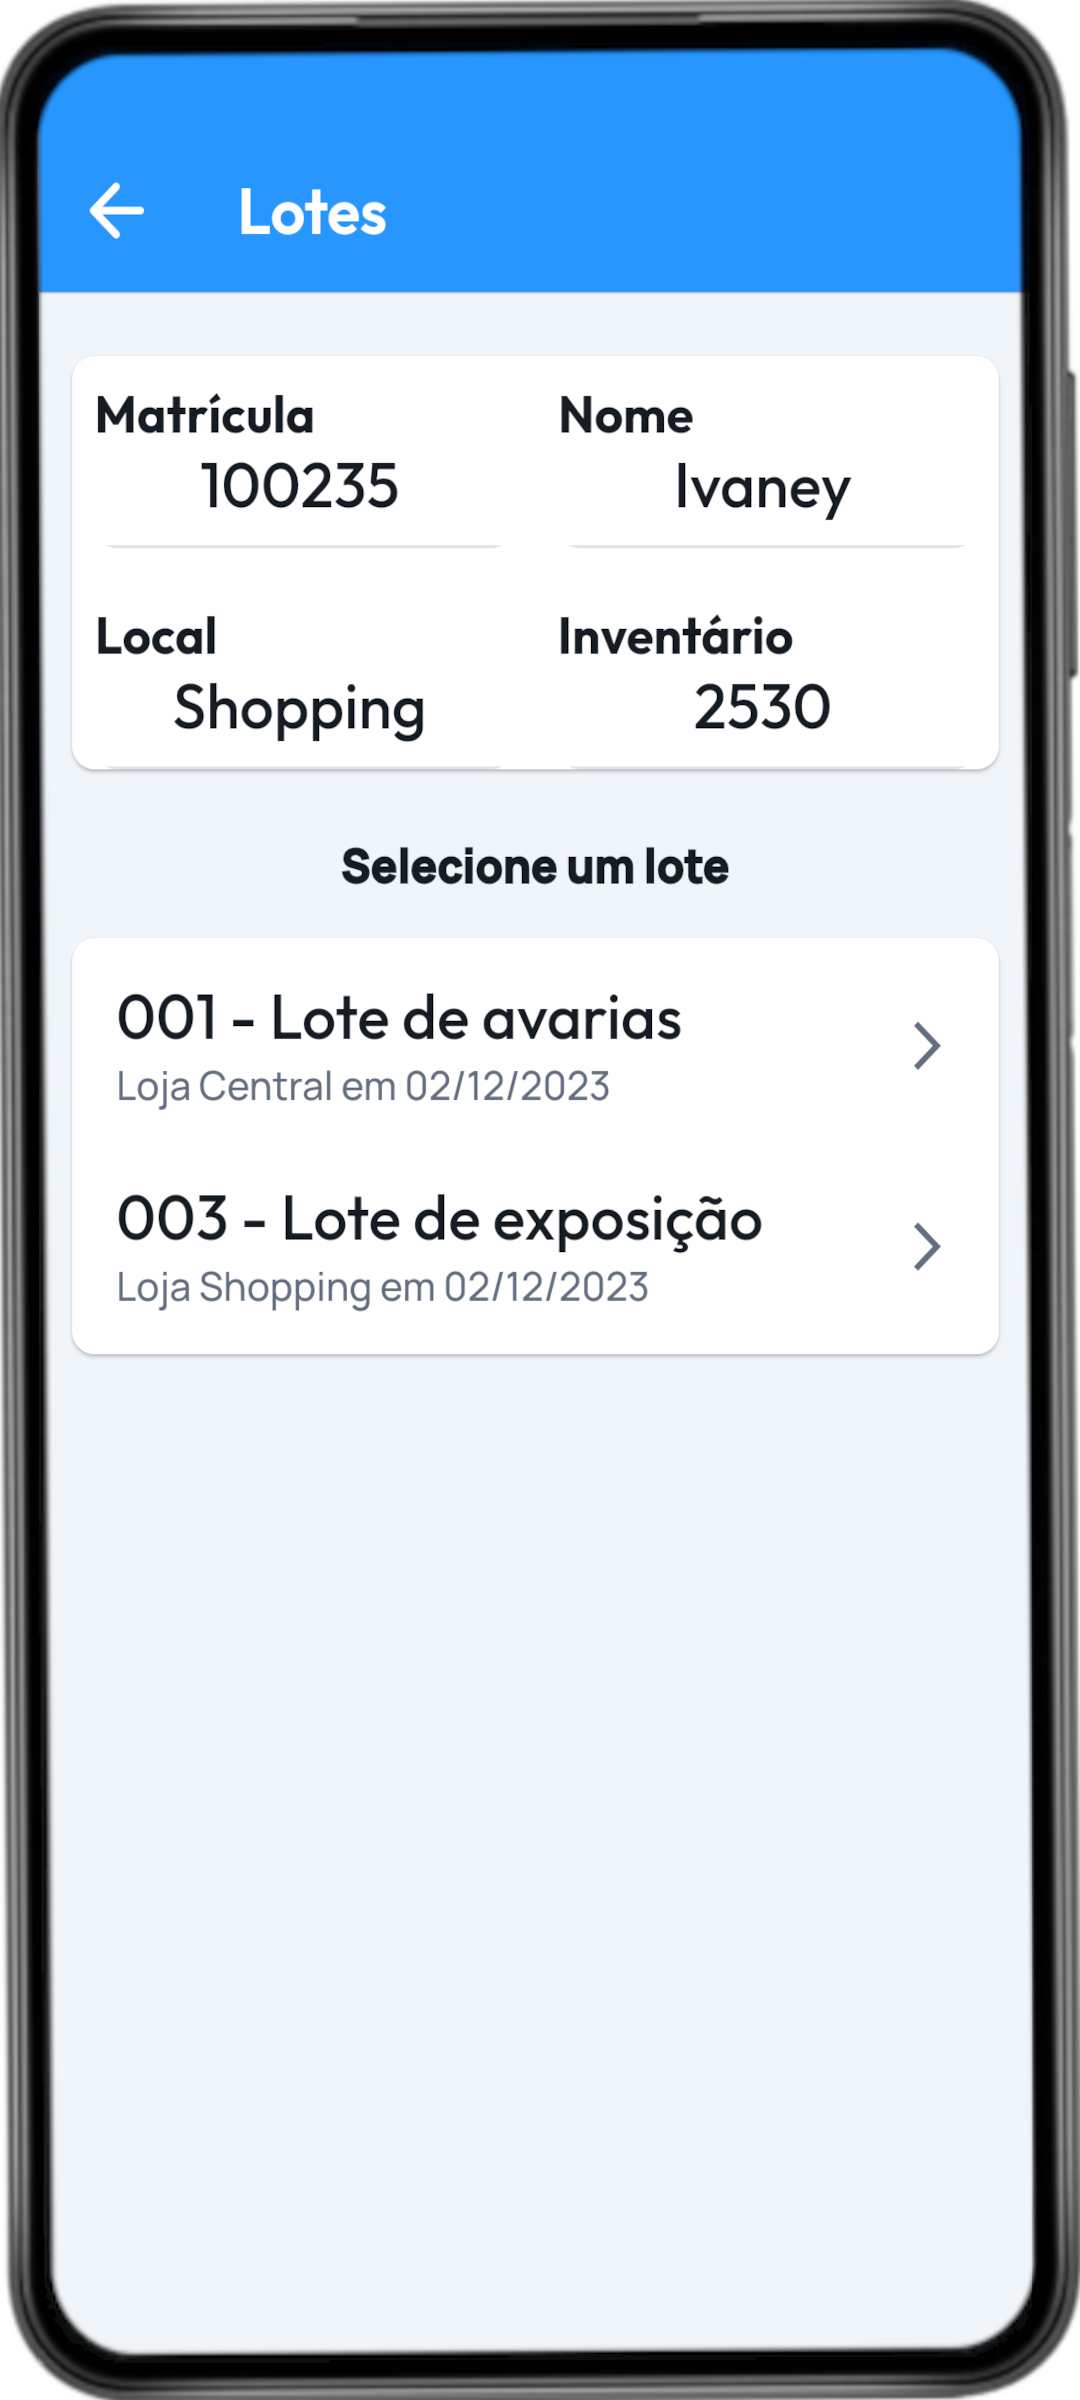 Lotes
Matrícula
100235
Nome
Ivaney
Local
Shopping
Inventário
2530
Selecione um lote
001 - Lote de avarias
Loja Central em 02/12/2023
003 - Lote de exposição
Loja Shopping em 02/12/2023